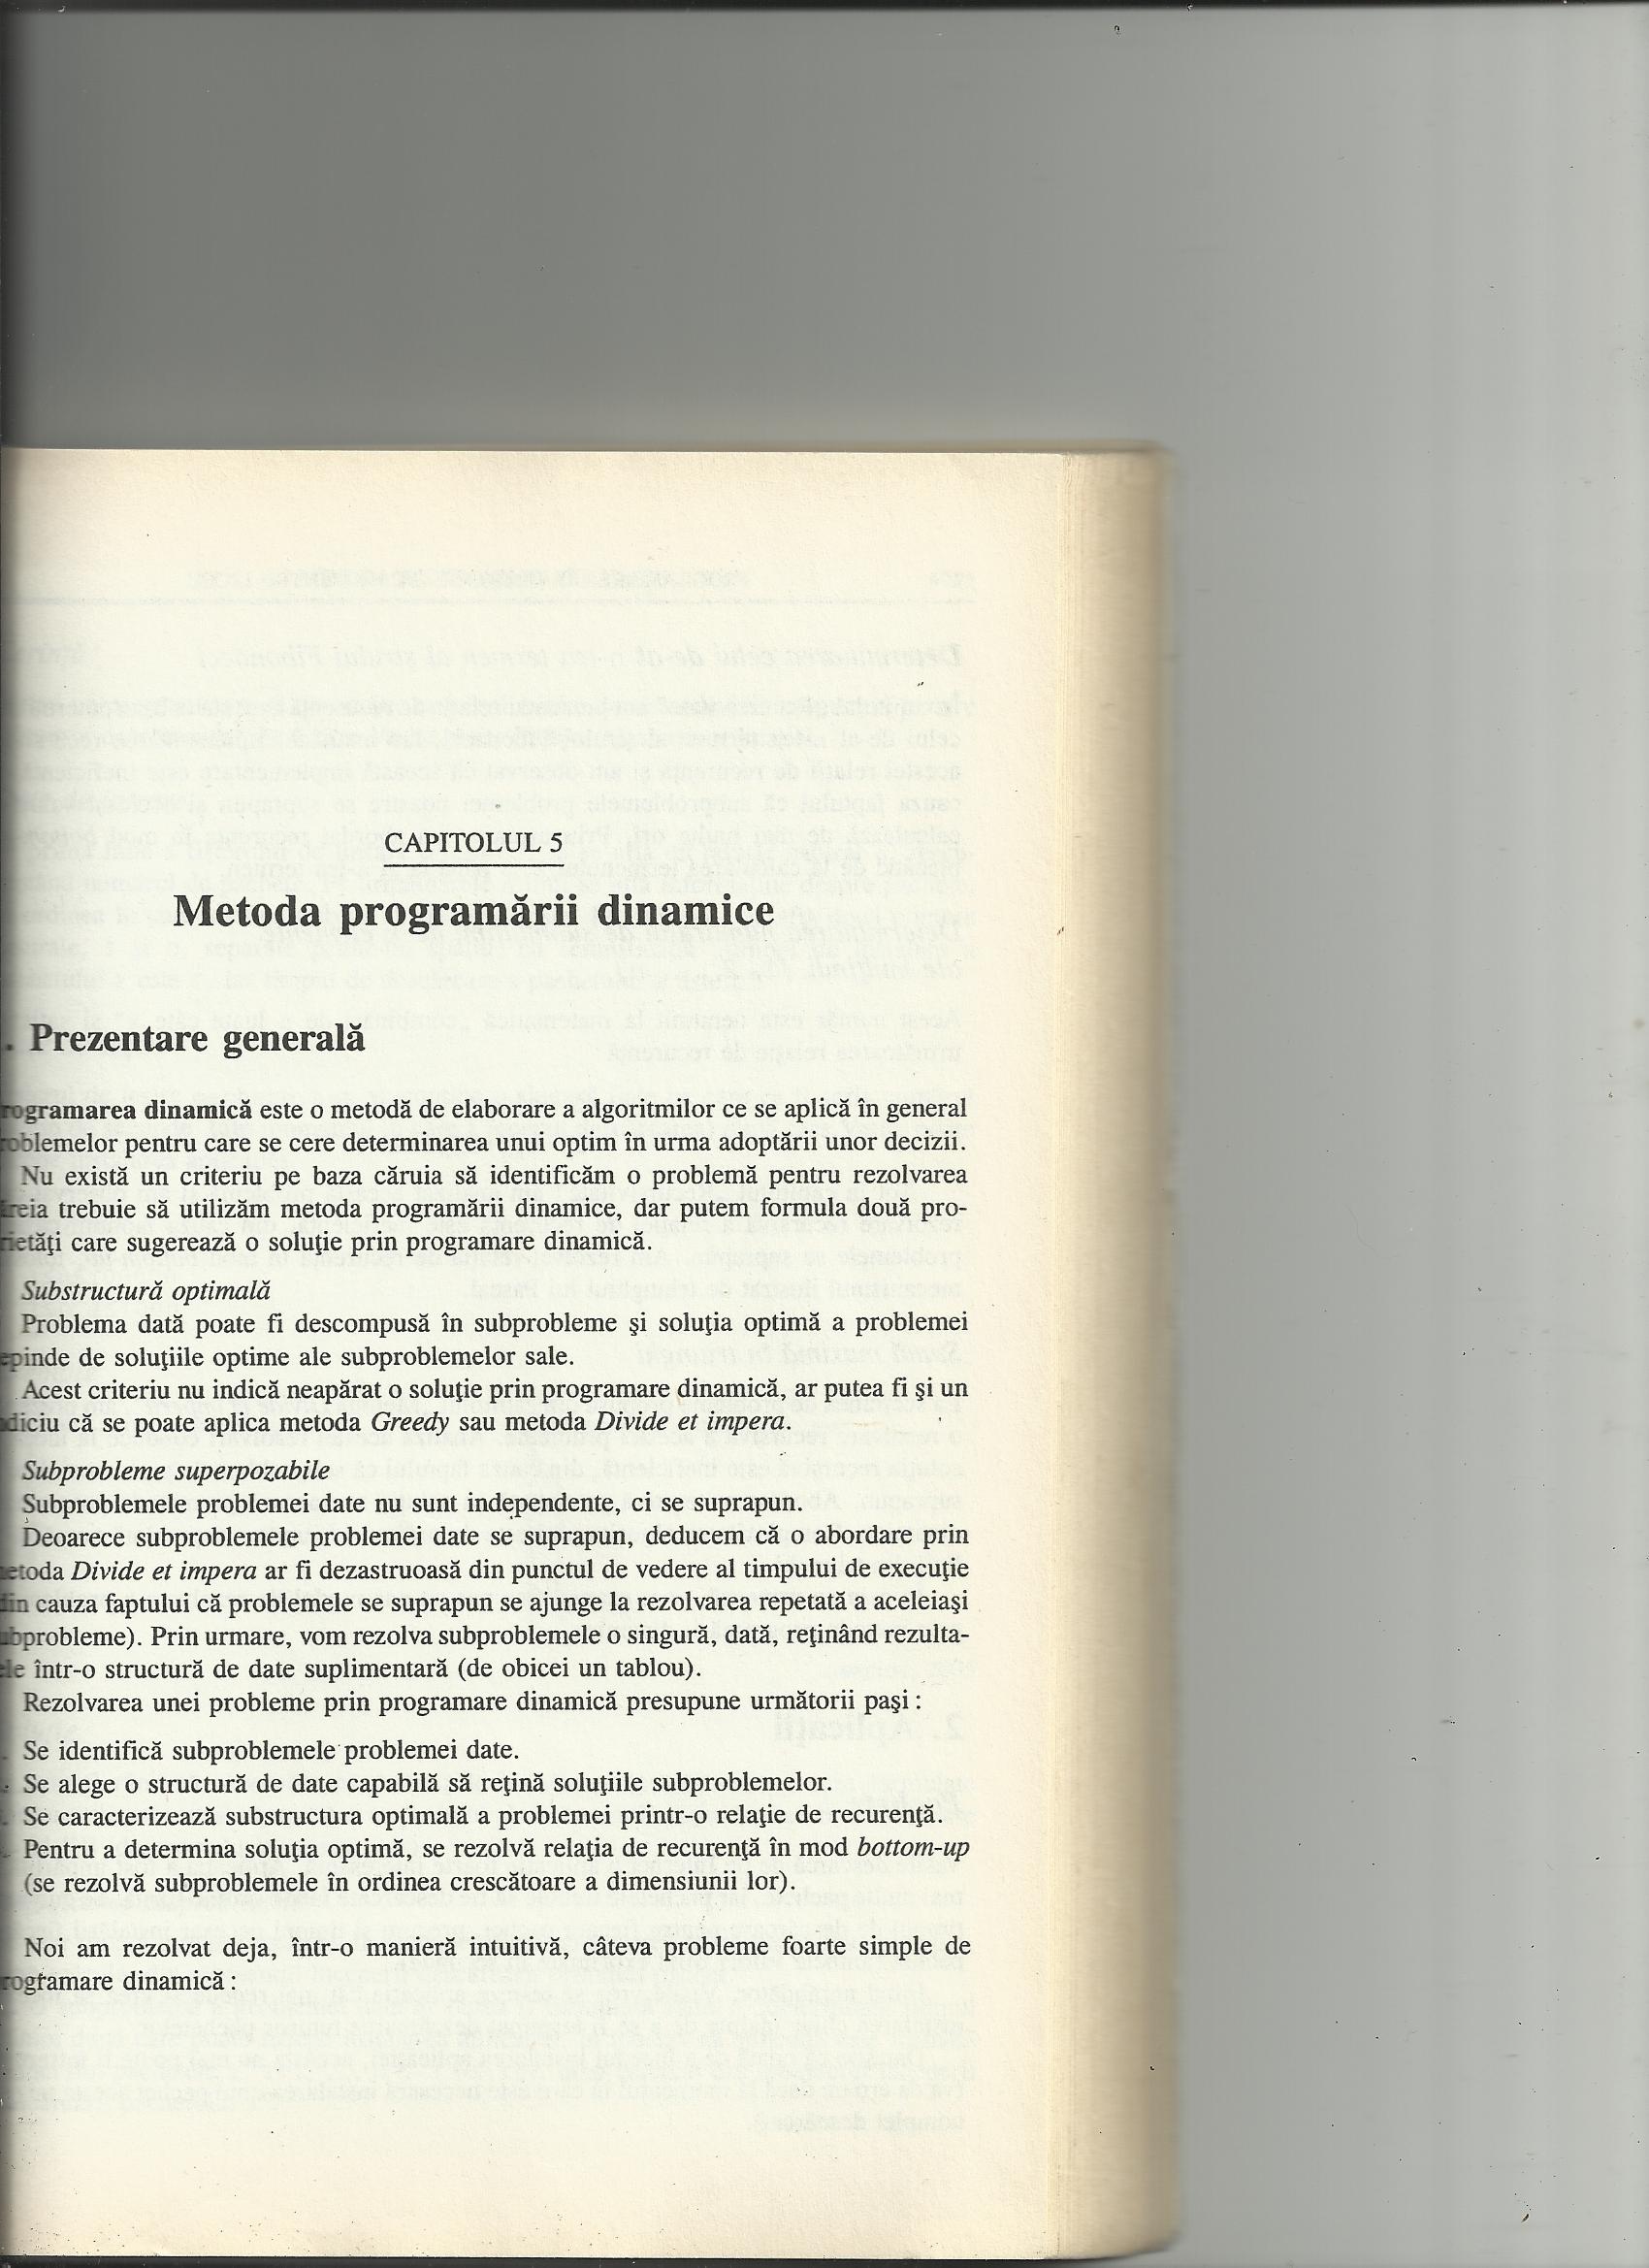 CAPITOLUL 5
Metoda programării dinamice
. Prezentare generală
rogramarea dinamică este o metodă de elaborare a algoritmilor ce se aplică în general
oblemelor pentru care se cere determinarea unui optim în urma adoptării unor decizii.
Nu există un criteriu pe baza căruia să identificăm o problemă pentru rezolvarea
reia trebuie să utilizăm metoda programării dinamice, dar putem formula două pro-
rietăţi care sugerează o soluţie prin programare dinamică.
Substructură optimală
Problema dată poate fi descompusă în subprobleme şi soluţia optimă a problemei
epinde de soluţiile optime ale subproblemelor sale.
Acest criteriu nu indică neapărat o soluţie prin programare dinamică, ar putea fi şi un
diciu că se poate aplica metoda Greedy sau metoda Divide et impera.
Subprobleme superpozabile
Subproblemele problemei date nu sunt independente, ci se suprapun.
Deoarece subproblemele problemei date se suprapun, deducem că o abordare prin
etoda Divide et impera ar fi dezastruoasă din punctul de vedere al timpului de execuţie
din cauza faptului că problemele se suprapun se ajunge la rezolvarea repetată a aceleiaşi
bprobleme). Prin urmare, vom rezolva subproblemele o singură, dată, reţinând rezulta-
le într-o structură de date suplimentară (de obicei un tablou).
Rezolvarea unei probleme prin programare dinamică presupune următorii paşi :
. Se identifică subproblemele problemei date.
. Se alege o structură de date capabilă să reţină soluţiile subproblemelor.
. Se caracterizează substructura optimală a problemei printr-o relaţie de recurenţă.
. Pentru a determina soluţia optimă, se rezolvă relaţia de recurenţă în mod bottom-up
(se rezolvă subproblemele în ordinea crescătoare a dimensiunii lor).
Noi am rezolvat deja, într-o manieră intuitivă, câteva probleme foarte simple de
rogramare dinamică :